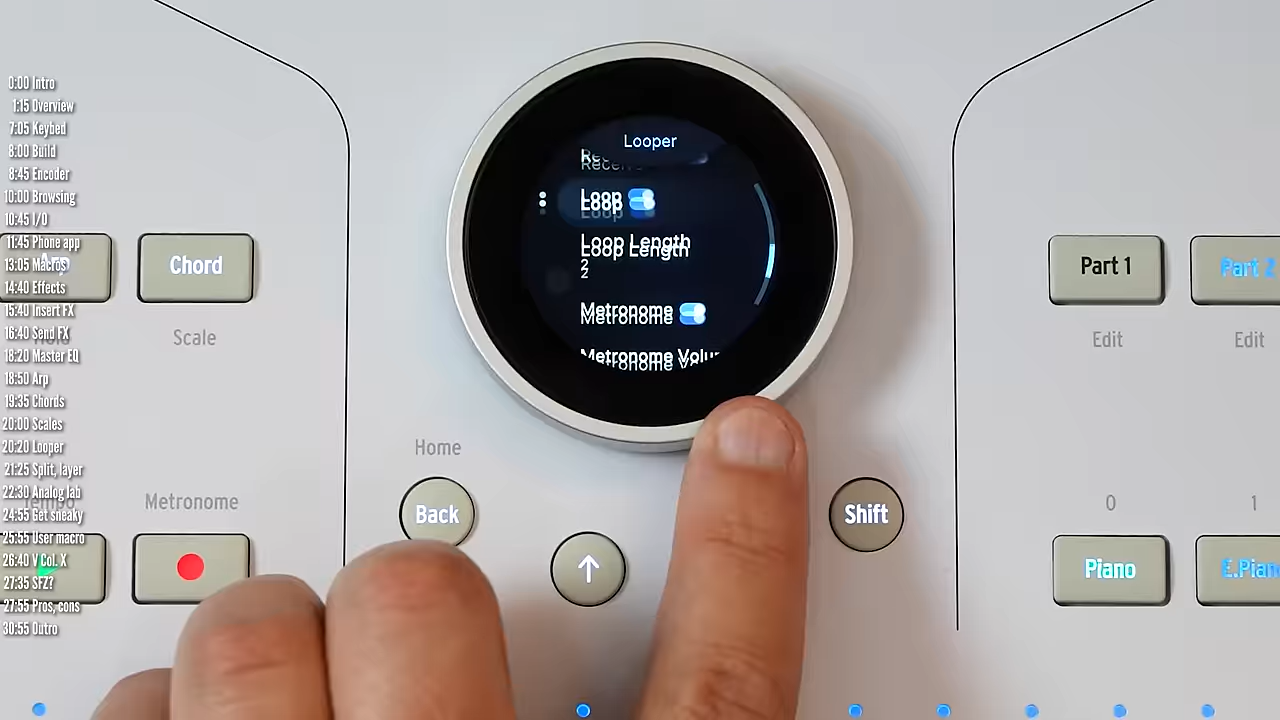 0:00 Intro
1:15 Overview
7:05 Keybed
8:00 Build
8:45 Encoder
10:00 Browsing
10:45 I/O
11:45 Phone app
13:05 Macros
14:40 Effects
15:40 Insert FX
16:40 Send FX
18:20 Master EQ
18:50 Arp
19:35 Chords
20:00 Scales
20:20 Looper
21:25 Split, layer
22:30 Analog lab
24:55 Get sneaky
25:55 User macro
26:40 V Col. X
27:35 SFZ?
27:55 Pros, cons
30:55 Outro
Looper
Loop
Loop Length
2
Metronome
Metronome Volu
Arp
Chord
Scale
Part 1
Part 2
Edit
Edit
Home
Metronome
Back
Shift
0
1
Piano
E.Pian